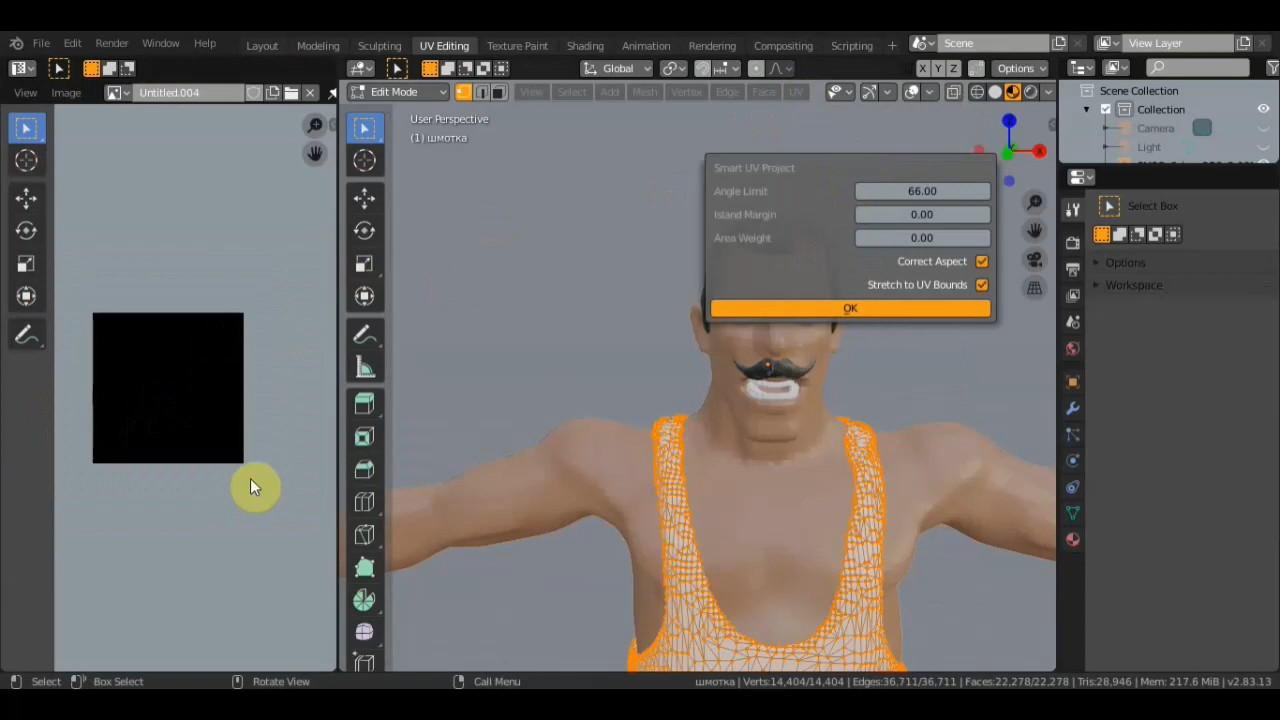 File Edit Render Window Help Layout Modeling Sculpting UV Editing Texture Paint Shading Animation Rendering Compositing Scripting + Scene View Layer
Global X Y Z Options
View Image Untitled.004 Edit Mode View Select Add Mesh Vertex Edge Face UV
Scene Collection
Collection
Camera
Light
User Perspective
(1) шмотка
Smart UV Project
Angle Limit 66.00
Island Margin 0.00
Area Weight 0.00
Correct Aspect
Stretch to UV Bounds
OK
Select Box
Options
Workspace
Select Box Select Rotate View Call Menu шмотка | Verts:14,404/14,404 | Edges:36,711/36,711 | Faces:22,278/22,278 | Tris:28,946 | Mem: 217.6 MiB | v2.83.13